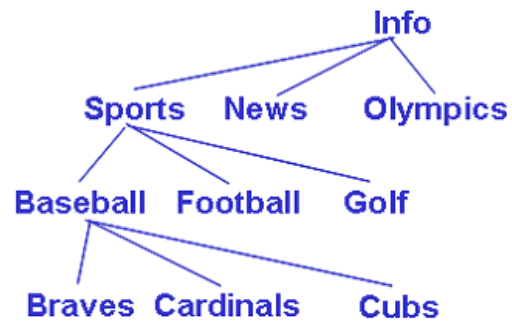 Info
Sports News Olympics
Baseball Football Golf
Braves Cardinals Cubs